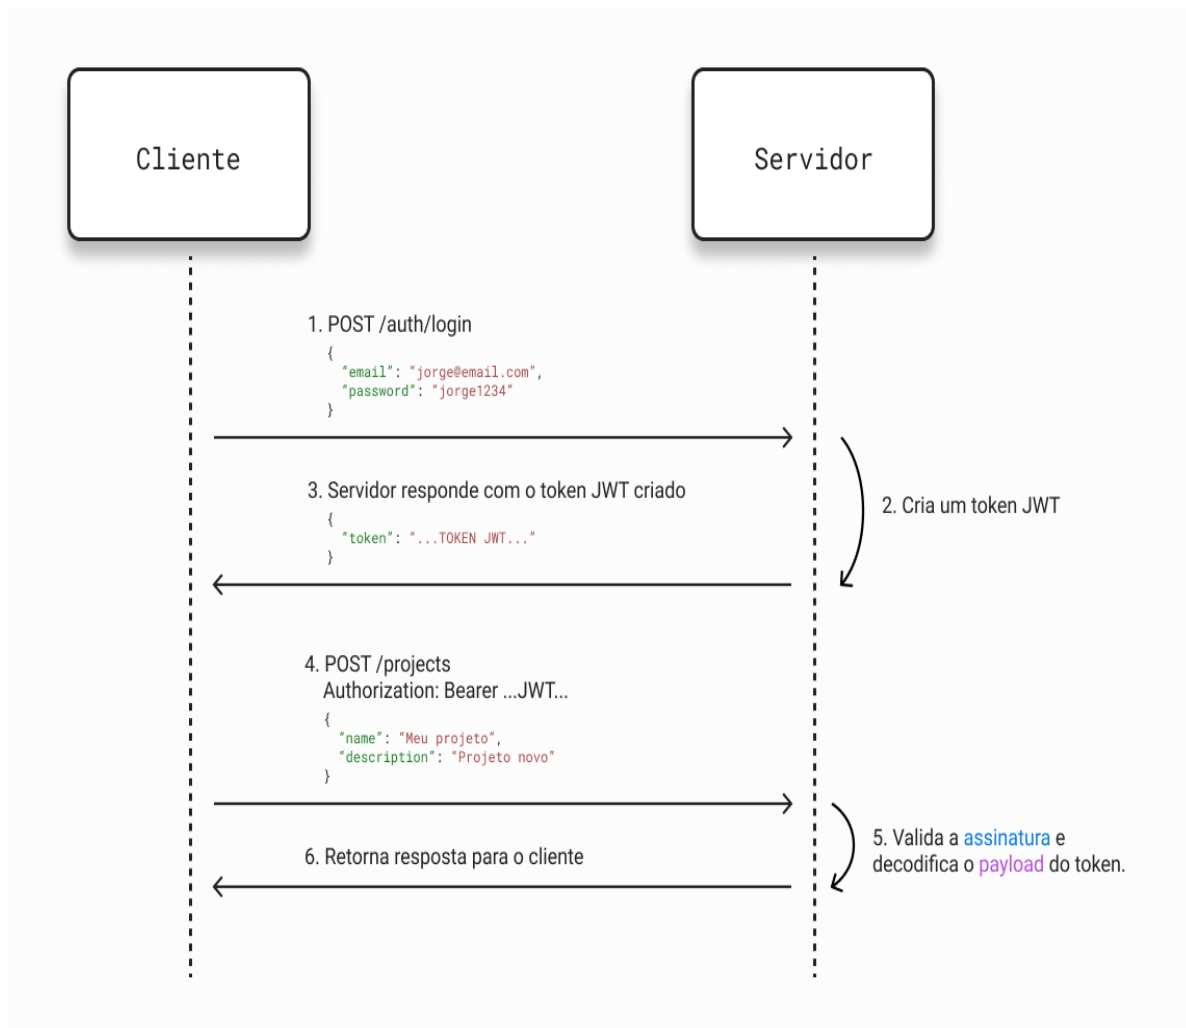 Cliente
Servidor
1. POST /auth/login
{
“email”: “jorge@email.com”,
“password”: “jorge1234”
}
2. Cria um token JWT
3. Servidor responde com o token JWT criado
{
“token”: “...TOKEN JWT...”
}
4. POST /projects
Authorization: Bearer ...JWT...
{
“name”: “Meu projeto”,
“description”: “Projeto novo”
}
5. Valida a assinatura e
decodifica o payload do token.
6. Retorna resposta para o cliente